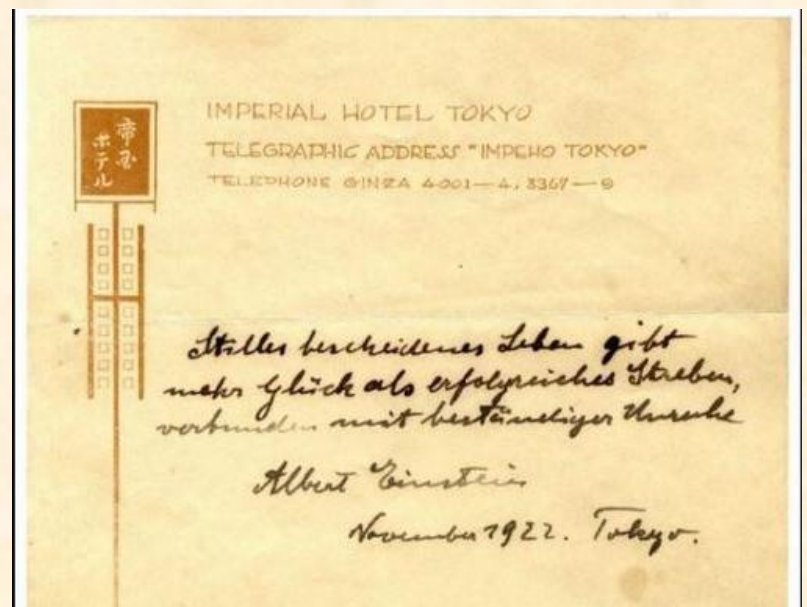 帝国
ホテル
IMPERIAL HOTEL TOKYO
TELEGRAPHIC ADDRESS "IMPEHO TOKYO"
TELEPHONE GINZA 4001—4, 3367—9
Stilles bescheidenes Leben gibt
mehr Glück als erfolgreiches Streben,
verbunden mit beständiger Unruhe
Albert Einstein
November 1922. Tokyo.